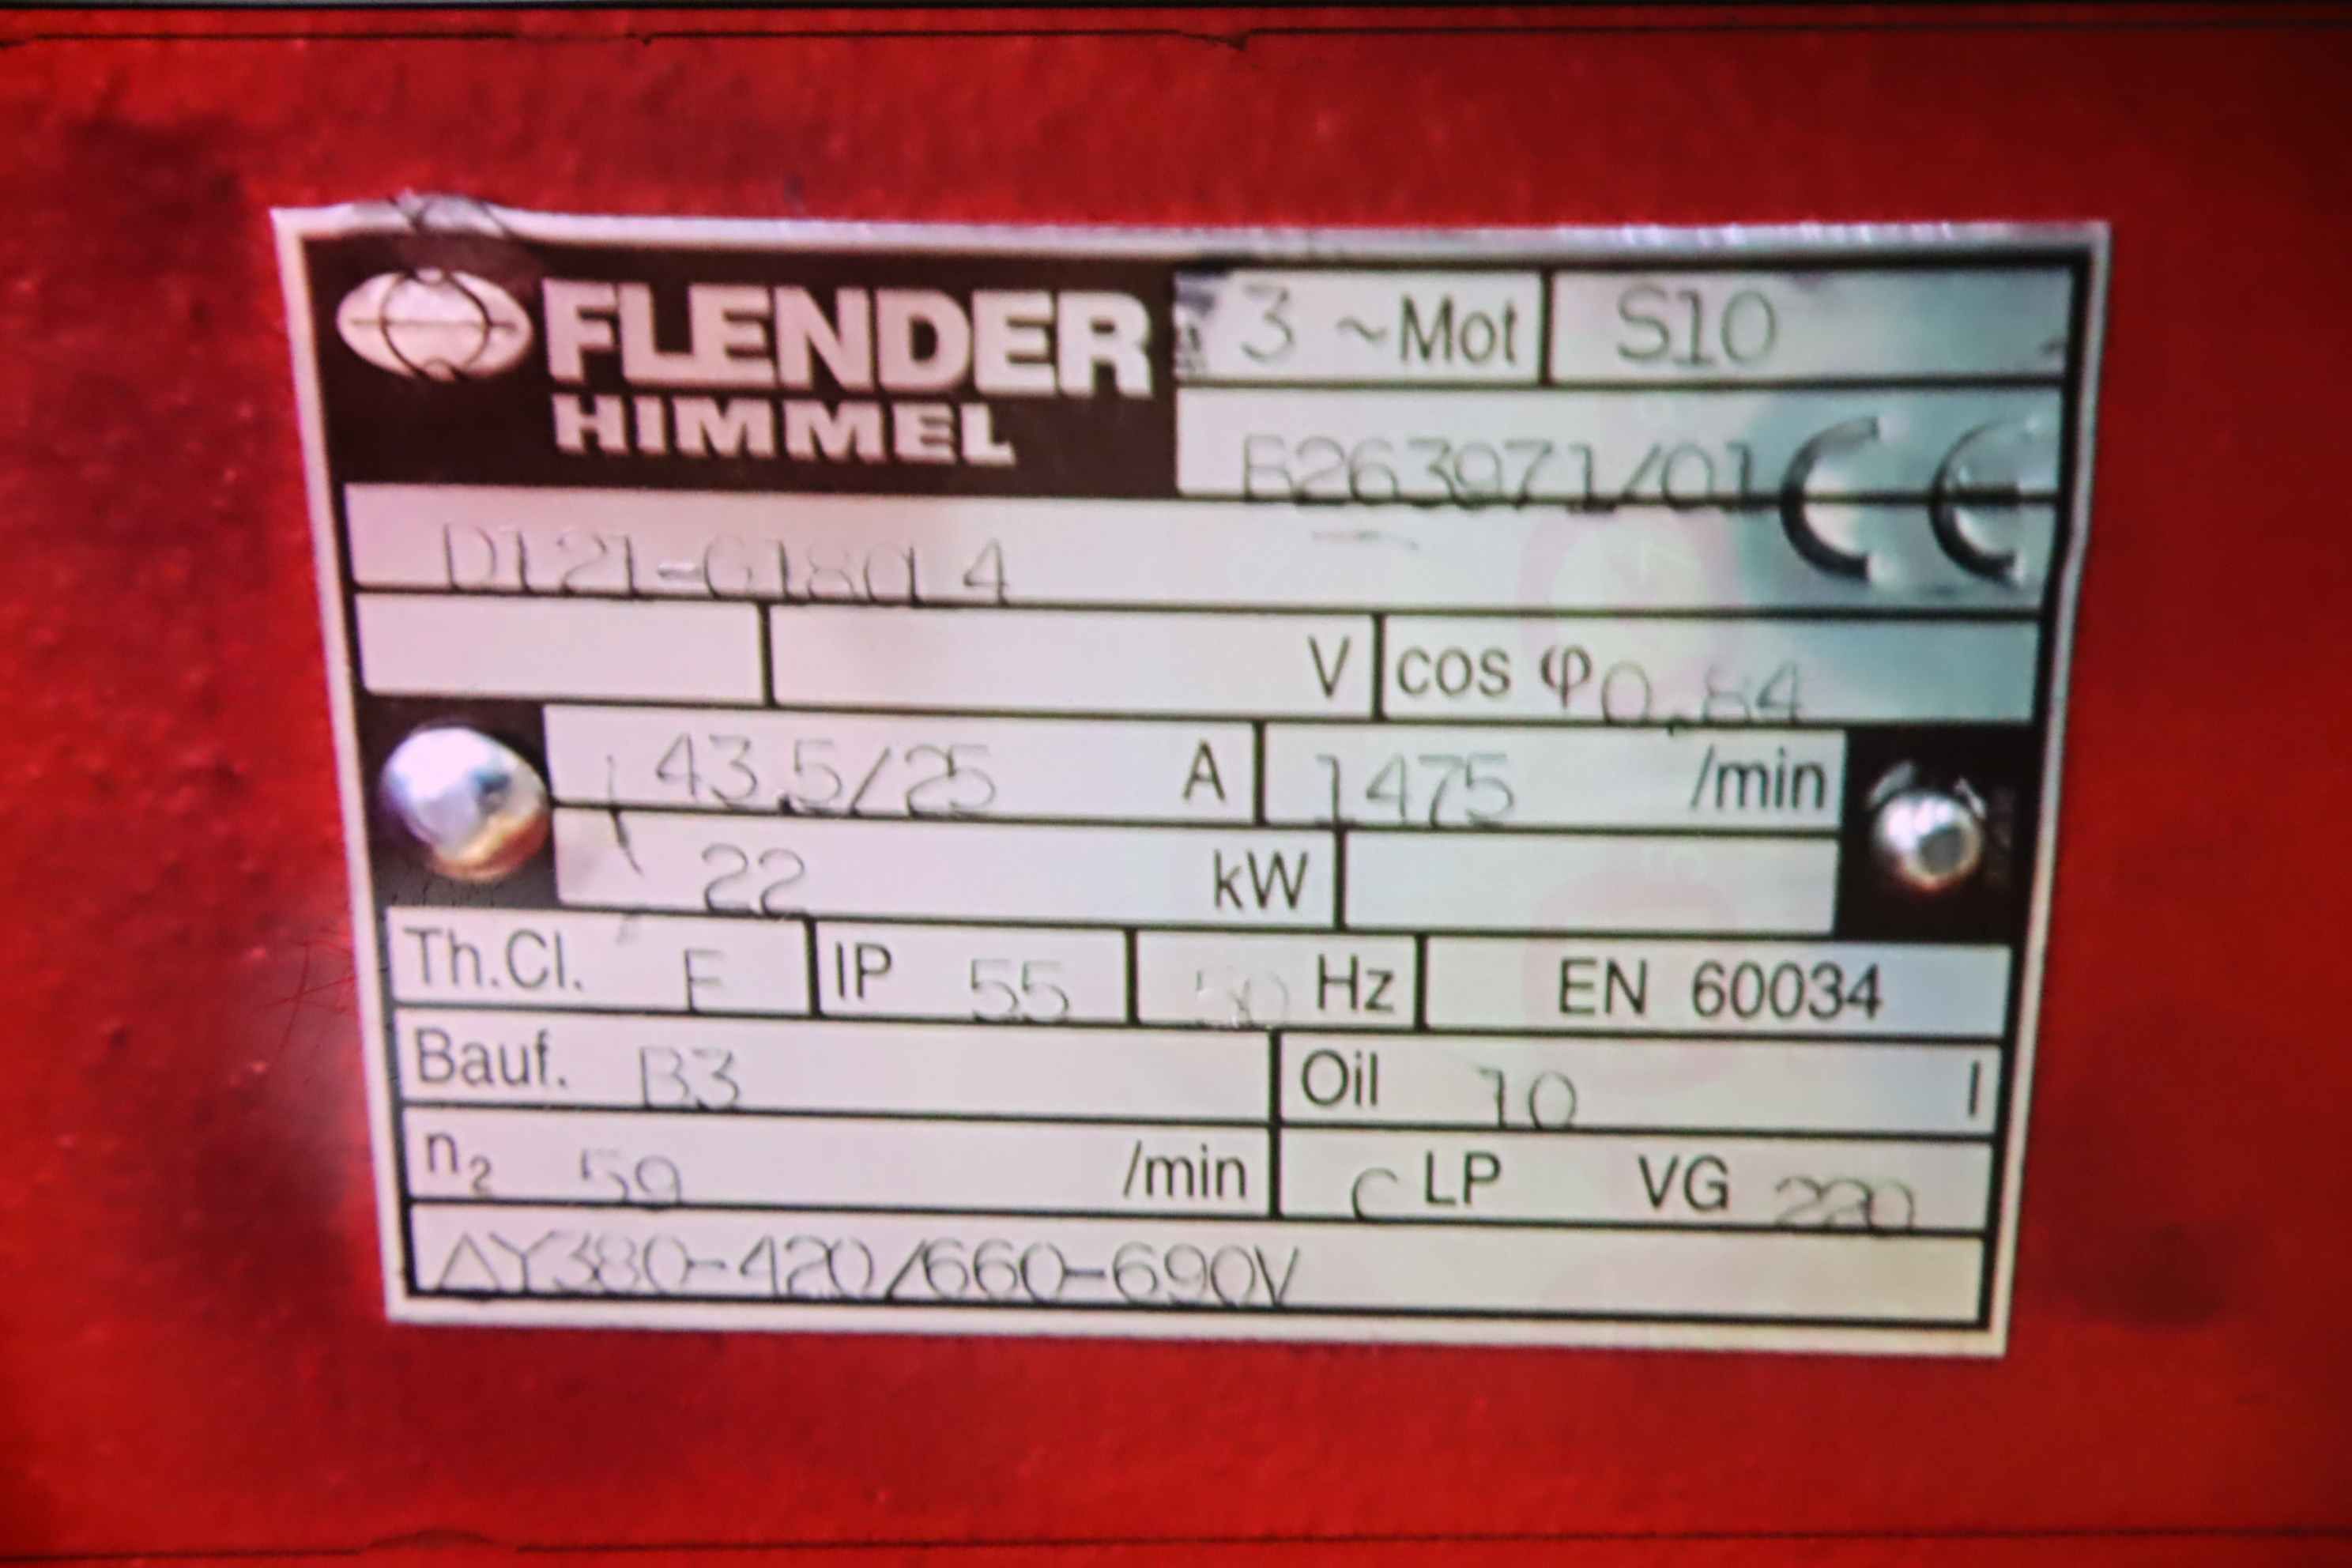 FLENDER
HIMMEL
3 ~Mot S10
B263971/01 CE
D121-G180L4
V cos φ 0.84
43.5/25 A 1475 /min
22 kW
Th.Cl. F IP 55 50 Hz EN 60034
Bauf. B3 Oil 10 l
n₂ 59 /min CLP VG 220
ΔY380-420/660-690V